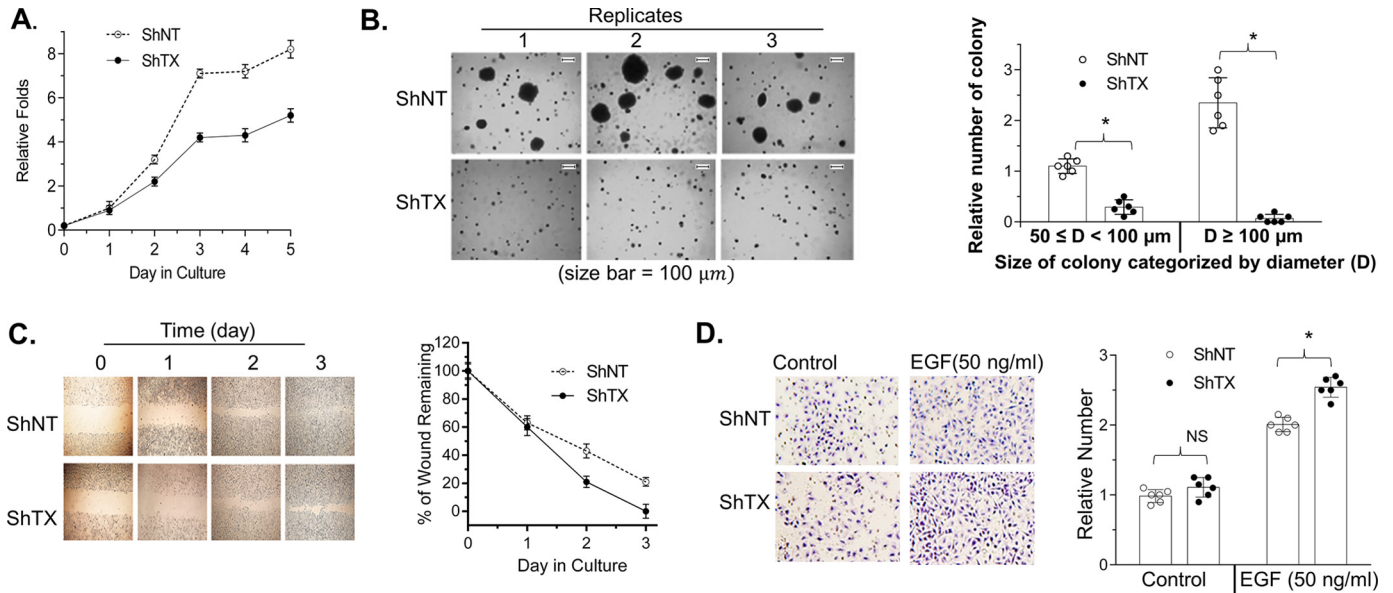 A.
ShNT
ShTX
8
6
4
2
0
Relative Folds
0 1 2 3 4 5
Day in Culture
B.
Replicates
1 2 3
ShNT
ShTX
(size bar = 100 μm)
Relative number of colony
3
2
1
0
ShNT
ShTX
*
*
50 ≤ D < 100 μm D ≥ 100 μm
Size of colony categorized by diameter (D)
C.
Time (day)
0 1 2 3
ShNT
ShTX
% of Wound Remaining
120
100
80
60
40
20
0
-20
ShNT
ShTX
0 1 2 3
Day in Culture
D.
Control EGF(50 ng/ml)
ShNT
ShTX
Relative Number
3
2
1
0
ShNT
ShTX
NS
*
Control EGF (50 ng/ml)